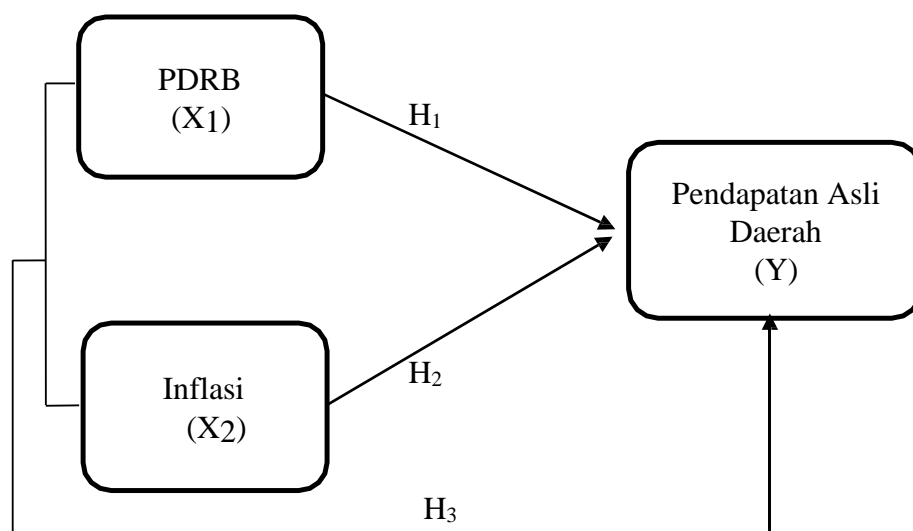 PDRB
(X1)
H1
Pendapatan Asli
Daerah
(Y)
Inflasi
(X2)
H2
H3